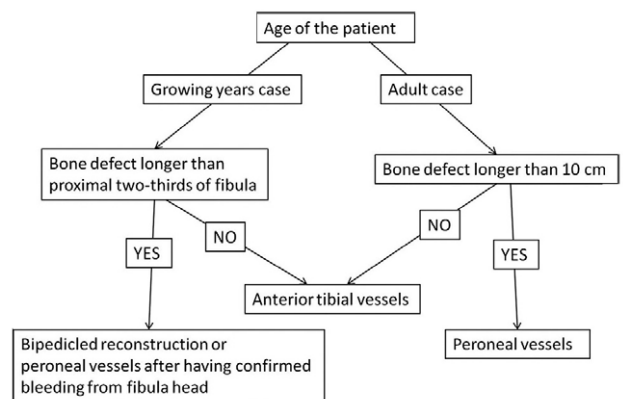 Age of the patient
Growing years case
Adult case
Bone defect longer than
proximal two-thirds of fibula
Bone defect longer than 10 cm
NO
NO
YES
YES
Anterior tibial vessels
Bipedicled reconstruction or
peroneal vessels after having confirmed
bleeding from fibula head
Peroneal vessels